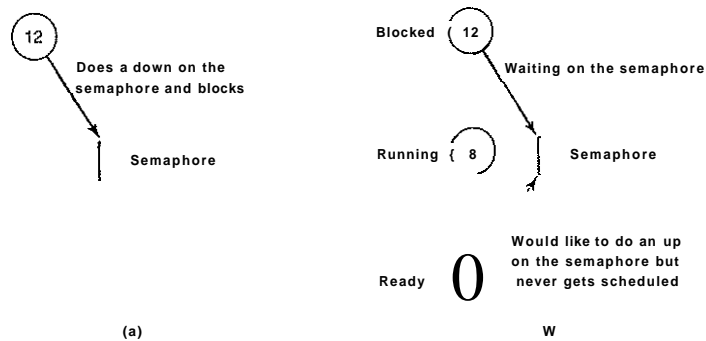 12
Does a down on the
semaphore and blocks
Semaphore
(a)
Blocked ( 12
Waiting on the semaphore
Running { 8
Semaphore
Would like to do an up
on the semaphore but
never gets scheduled
Ready 0
W